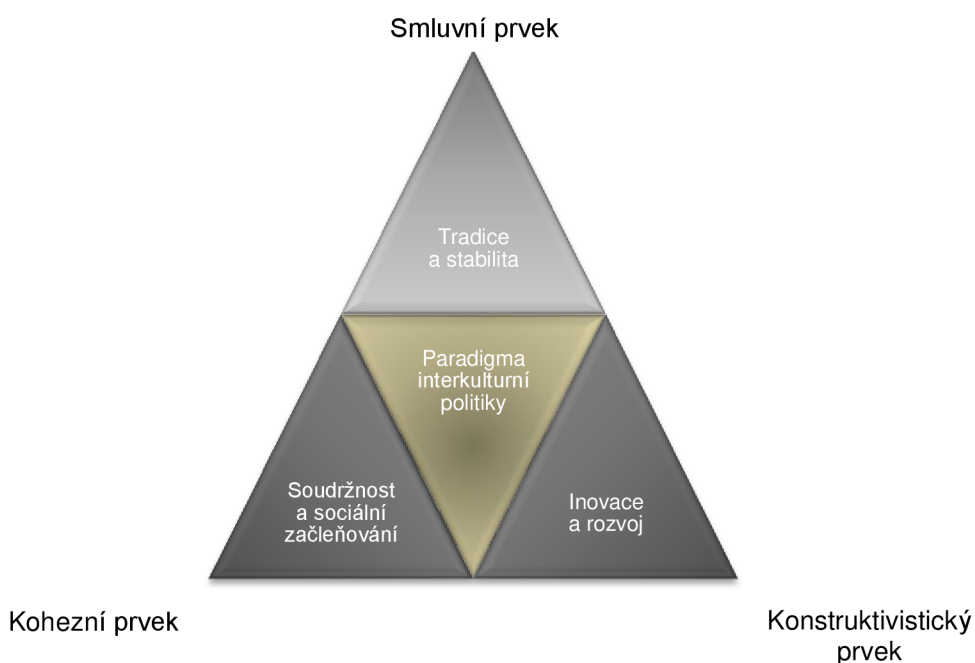 Smluvní prvek
Tradice
a stabilita
Paradigma
interkulturní
politiky
Soudržnost
a sociální
začleňování
Inovace
a rozvoj
Kohezní prvek
Konstruktivistický
prvek